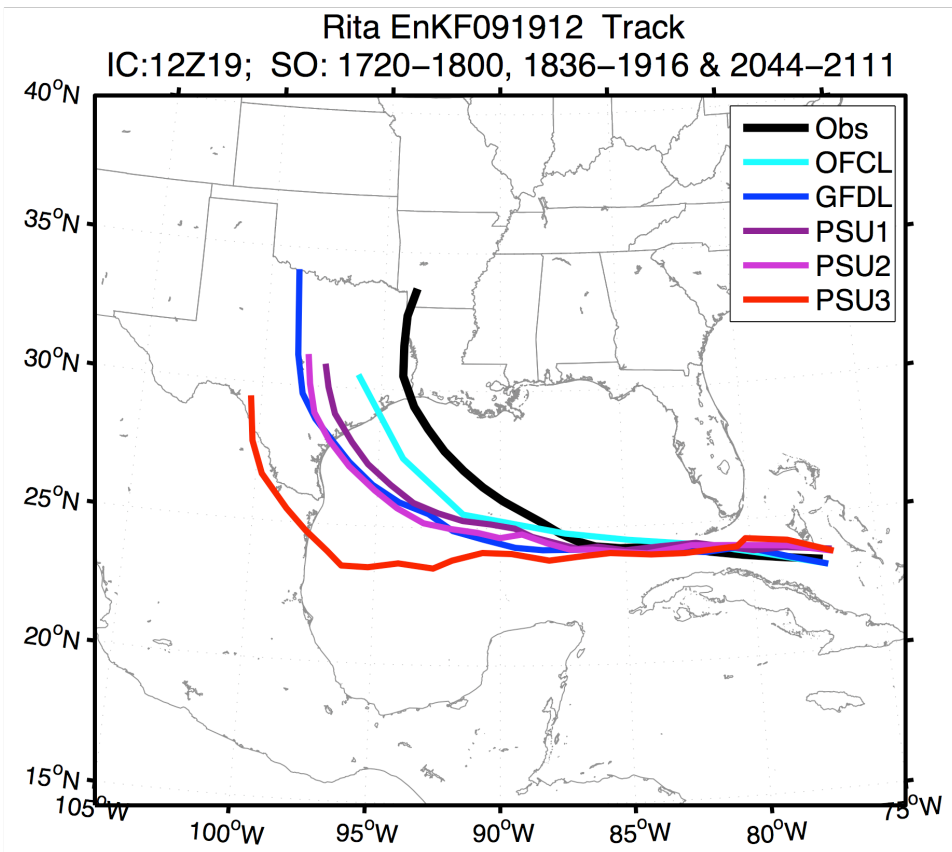 Rita EnKF091912  Track
IC:12Z19;  SO: 1720−1800, 1836−1916 & 2044−2111
40°N
Obs
OFCL
GFDL
PSU1
PSU2
PSU3
35°N
30°N
25°N
20°N
15°N
105°W
100°W
95°W
90°W
85°W
80°W
75°W